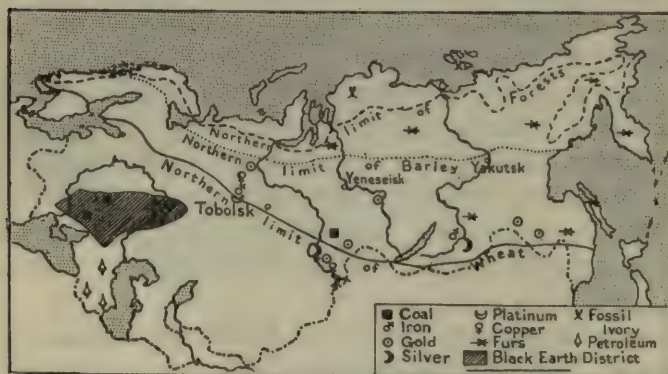 Northern limit of Forests
Northern limit of Barley
Yeneseisk
Yakutsk
Tobolsk
Northern limit of Wheat
Coal
Iron
Gold
Silver
Platinum
Copper
Furs
Black Earth District
Fossil
Ivory
Petroleum